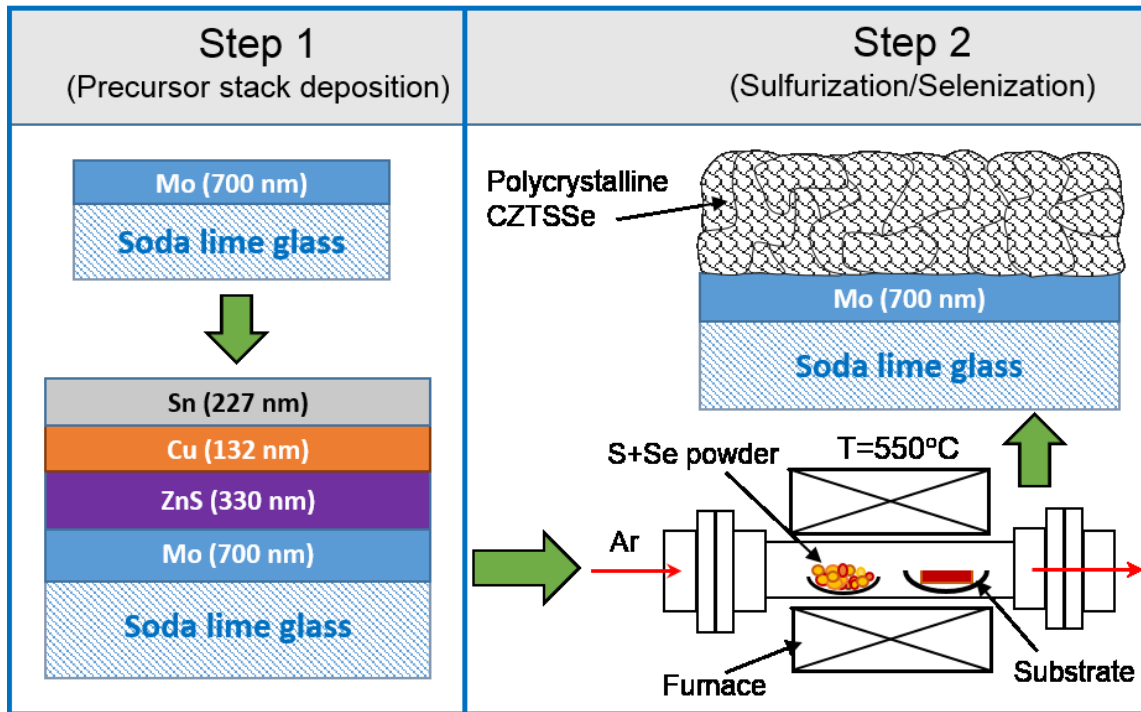 Step 1
(Precursor stack deposition)
Mo (700 nm)
Soda lime glass
Sn (227 nm)
Cu (132 nm)
ZnS (330 nm)
Mo (700 nm)
Soda lime glass
Step 2
(Sulfurization/Selenization)
Polycrystalline
CZTSSe
Mo (700 nm)
Soda lime glass
S+Se powder
T=550°C
Ar
Furnace
Substrate